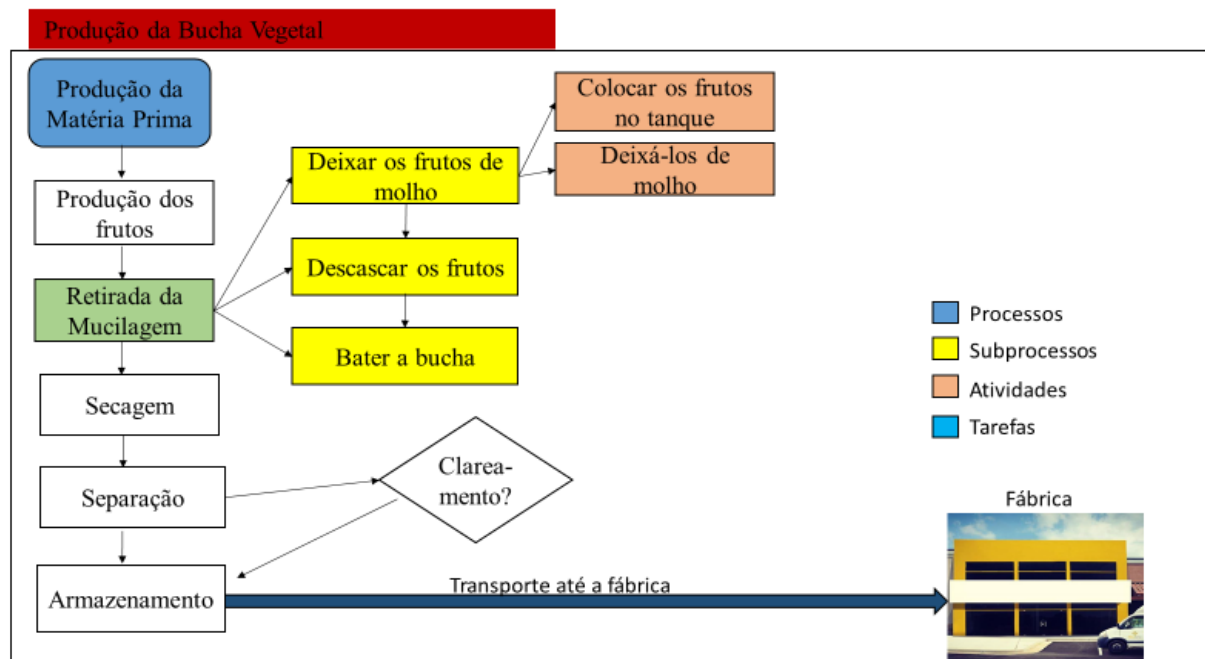 Produção da Bucha Vegetal
Produção da
Matéria Prima
Colocar os frutos
no tanque
Deixar os frutos de
molho
Deixá-los de
molho
Produção dos
frutos
Descascar os frutos
Retirada da
Mucilagem
Bater a bucha
Processos
Subprocessos
Atividades
Tarefas
Secagem
Clarea-
mento?
Separação
Fábrica
Armazenamento
Transporte até a fábrica